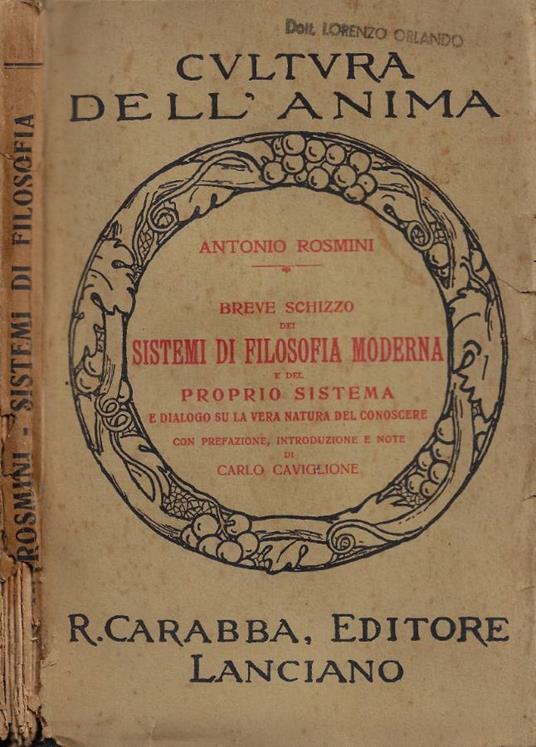 Dott. LORENZO ORLANDO
CVLTVRA
DELL'ANIMA
ANTONIO ROSMINI
BREVE SCHIZZO
DEI
SISTEMI DI FILOSOFIA MODERNA
E DEL
PROPRIO SISTEMA
E DIALOGO SU LA VERA NATURA DEL CONOSCERE
CON PREFAZIONE, INTRODUZIONE E NOTE
DI
CARLO CAVIGLIONE
R. CARABBA, EDITORE
LANCIANO
ROSMINI - SISTEMI DI FILOSOFIA